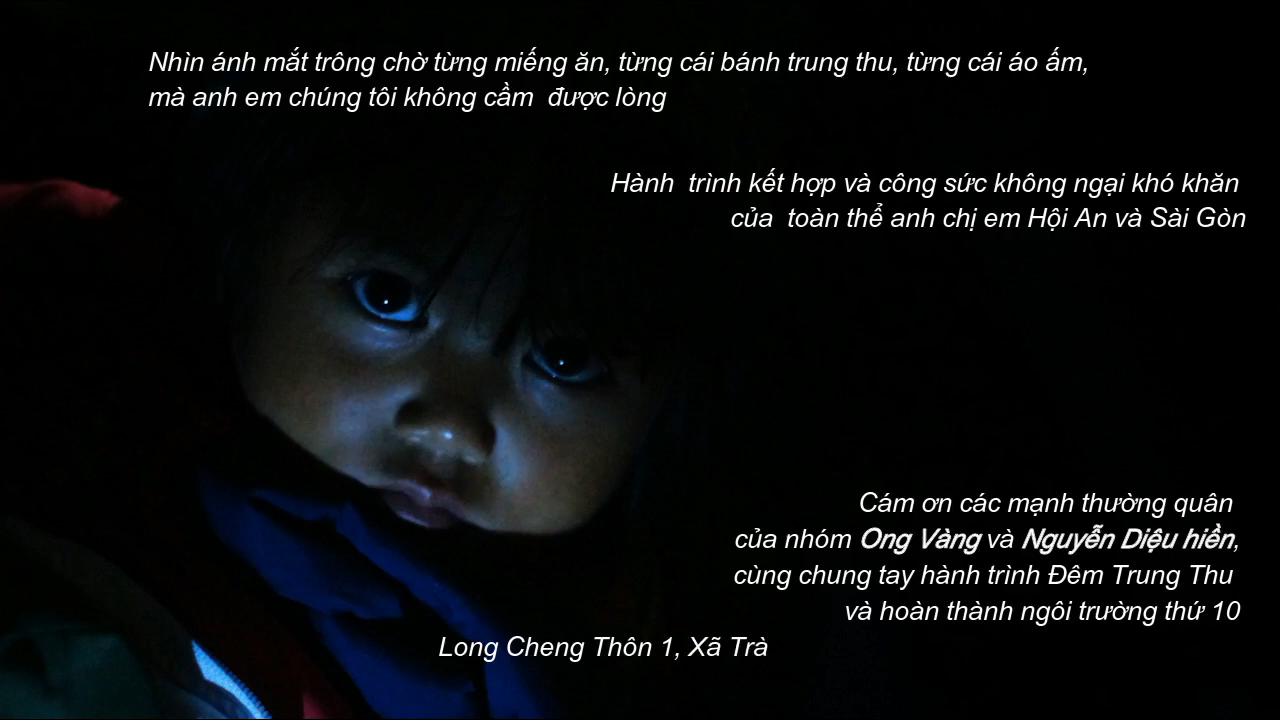 Nhìn ánh mắt trông chờ từng miếng ăn, từng cái bánh trung thu, từng cái áo ấm,
mà anh em chúng tôi không cầm được lòng
Hành trình kết hợp và công sức không ngại khó khăn
của toàn thể anh chị em Hội An và Sài Gòn
Cám ơn các mạnh thường quân
của nhóm Ong Vàng và Nguyễn Diệu hiền,
cùng chung tay hành trình Đêm Trung Thu
và hoàn thành ngôi trường thứ 10
Long Cheng Thôn 1, Xã Trà